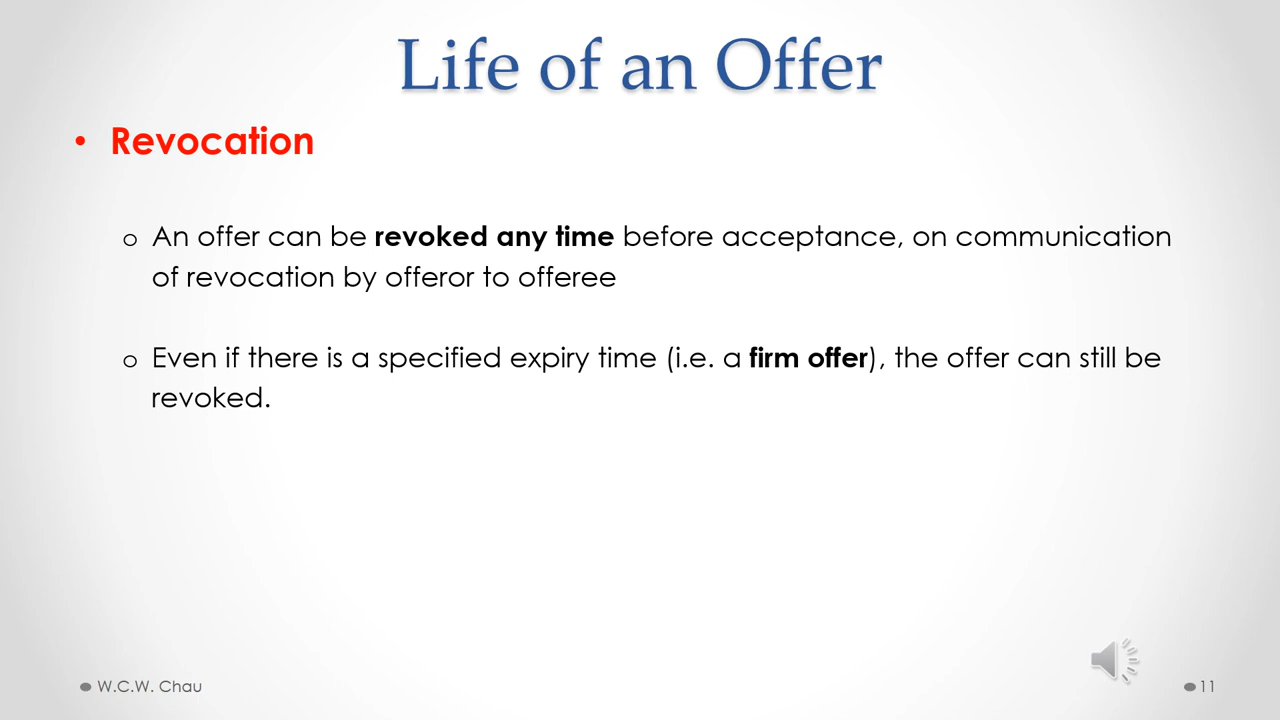 Life of an Offer
• Revocation
o An offer can be revoked any time before acceptance, on communication
of revocation by offeror to offeree
o Even if there is a specified expiry time (i.e. a firm offer), the offer can still be
revoked.
● W.C.W. Chau
● 11